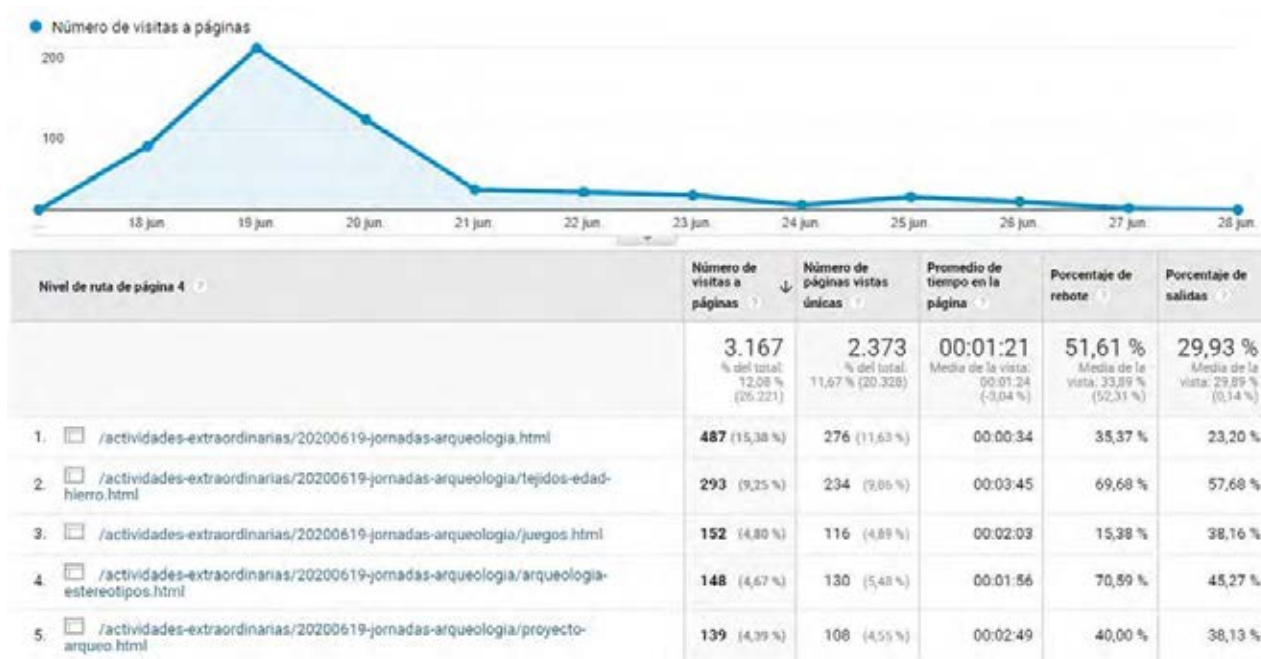 Número de visitas a páginas
200
100
...
18 jun
19 jun
20 jun
21 jun
22 jun
23 jun
24 jun
25 jun
26 jun
27 jun
28 jun
Nivel de ruta de página 4 ?
Número de visitas a páginas ? ↓
Número de páginas vistas únicas ?
Promedio de tiempo en la página ?
Porcentaje de rebote ?
Porcentaje de salidas ?
3.167
% del total:
12,08 %
(26.221)
2.373
% del total:
11,67 % (20.328)
00:01:21
Media de la vista:
00:01:24
(-3,04 %)
51,61 %
Media de la
vista: 33,89 %
(52,31 %)
29,93 %
Media de la
vista: 29,89 %
(0,14 %)
1. /actividades-extraordinarias/20200619-jornadas-arqueologia.html 487 (15,38 %) 276 (11,63 %) 00:00:34 35,37 % 23,20 %
2. /actividades-extraordinarias/20200619-jornadas-arqueologia/tejidos-edad-
hierro.html 293 (9,25 %) 234 (9,86 %) 00:03:45 69,68 % 57,68 %
3. /actividades-extraordinarias/20200619-jornadas-arqueologia/juegos.html 152 (4,80 %) 116 (4,89 %) 00:02:03 15,38 % 38,16 %
4. /actividades-extraordinarias/20200619-jornadas-arqueologia/arqueologia-
estereotipos.html 148 (4,67 %) 130 (5,48 %) 00:01:56 70,59 % 45,27 %
5. /actividades-extraordinarias/20200619-jornadas-arqueologia/proyecto-
arqueo.html 139 (4,39 %) 108 (4,55 %) 00:02:49 40,00 % 38,13 %